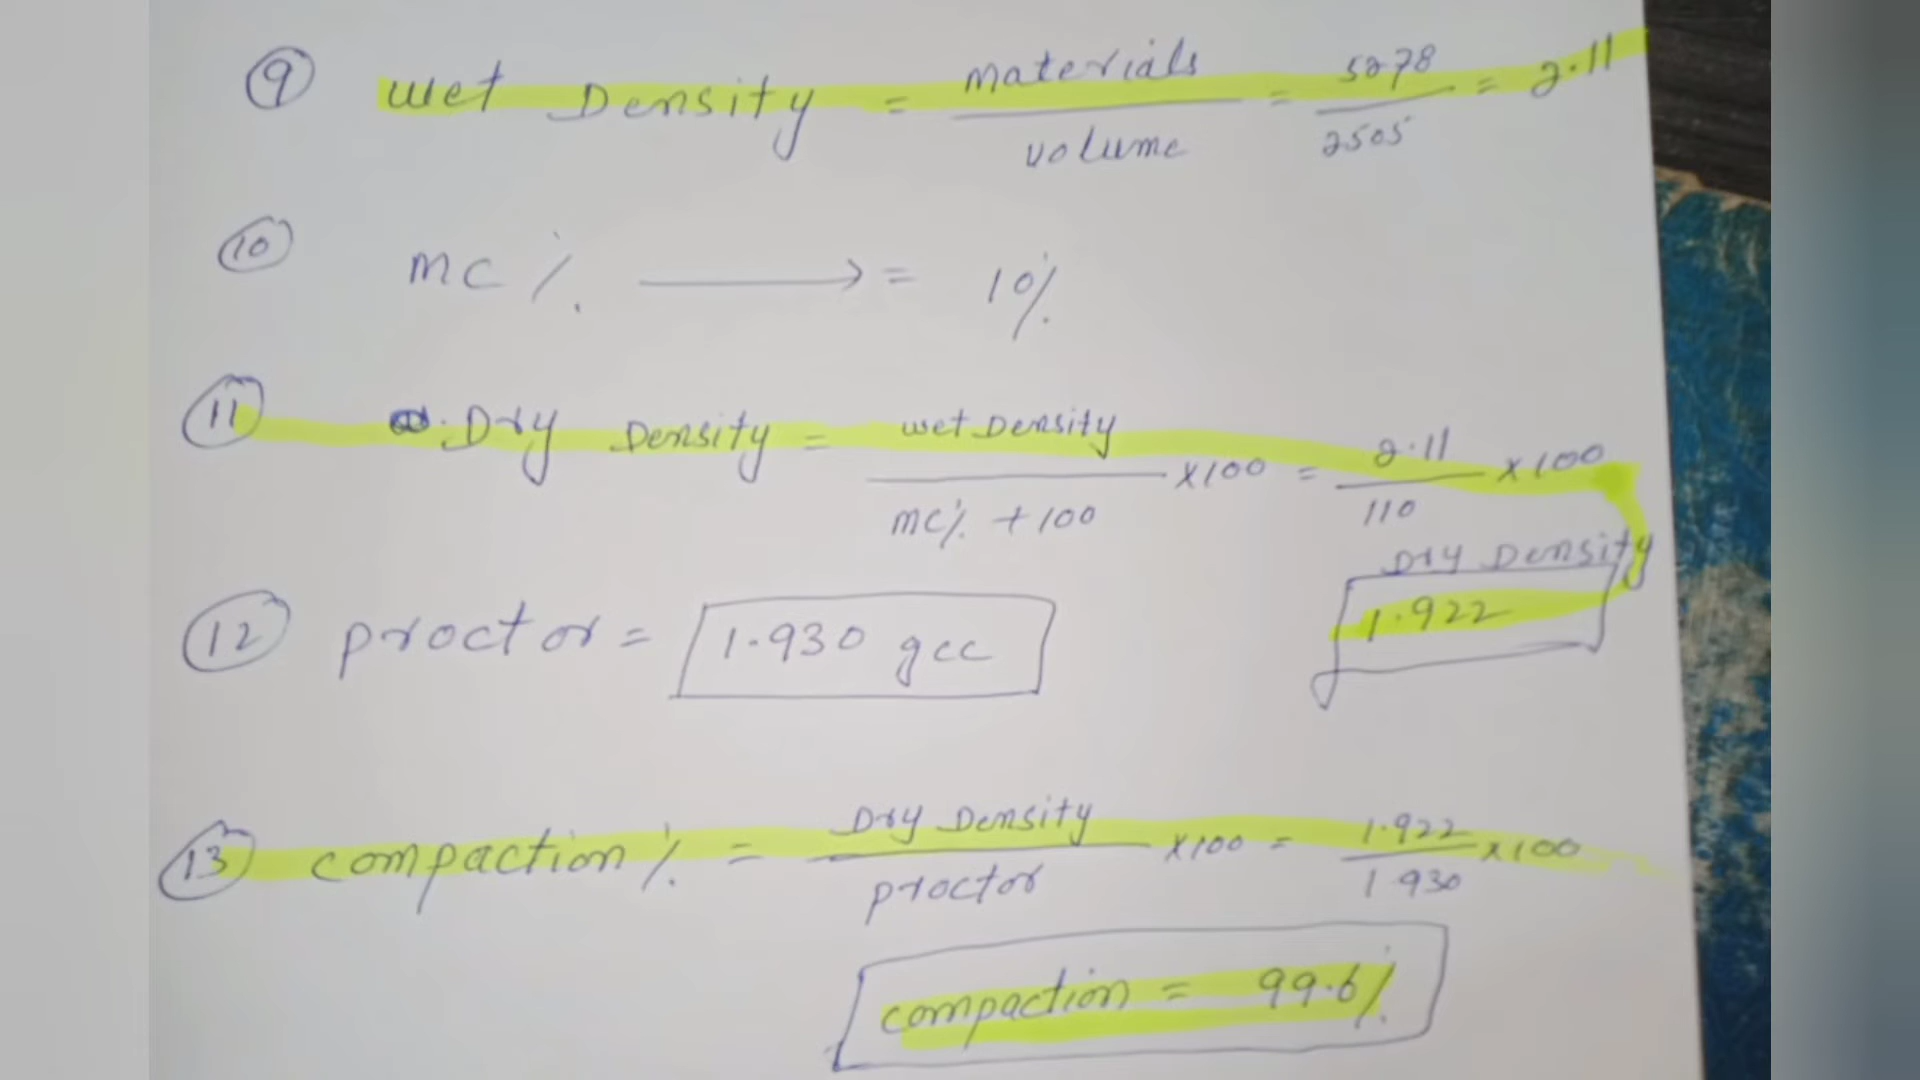 9 wet Density = materials / volume = 5278 / 2505 = 2.11
10 mc % → = 10%
11 Dry Density = wet Density / mc% + 100 x100 = 2.11 / 110 x100
Dry Density
1.922
12 proctor = 1.930 gcc
13 compaction % = Dry Density / proctor x100 = 1.922 / 1.930 x100
compaction = 99.6%